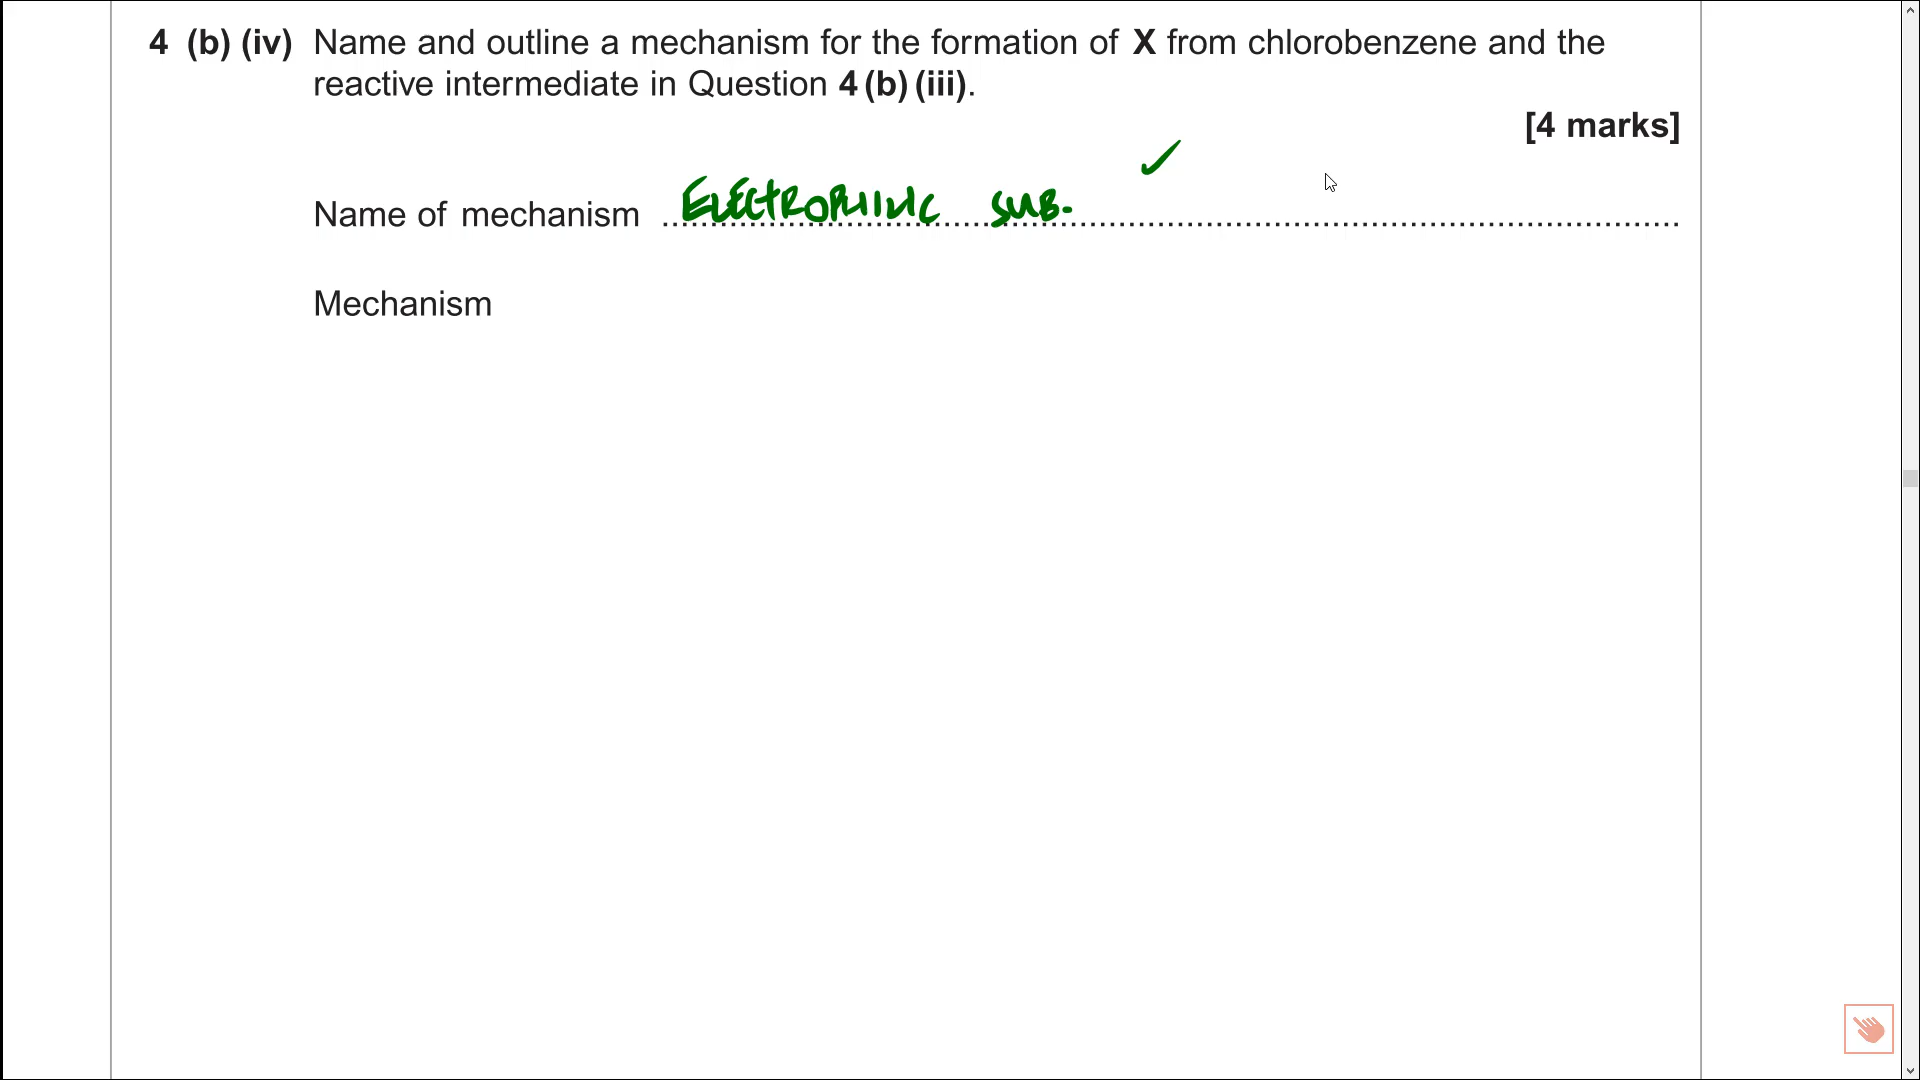 4 (b) (iv) Name and outline a mechanism for the formation of X from chlorobenzene and the
reactive intermediate in Question 4 (b) (iii).
[4 marks]
Name of mechanism ELECTROPHILIC SUB.
Mechanism